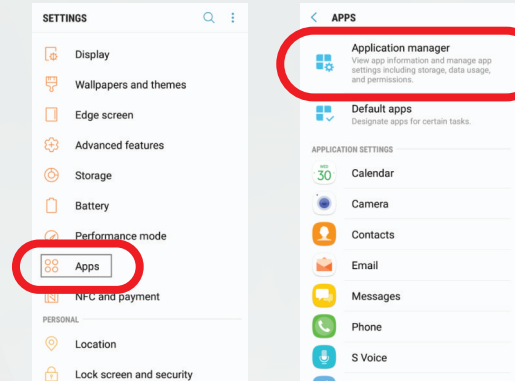 SETTINGS
Display
Wallpapers and themes
Edge screen
Advanced features
Storage
Battery
Performance mode
Apps
NFC and payment
PERSONAL
Location
Lock screen and security
APPS
Application manager
View app information and manage app
settings including storage, data usage,
and permissions.
Default apps
Designate apps for certain tasks.
APPLICATION SETTINGS
30
Calendar
Camera
Contacts
Email
Messages
Phone
S Voice